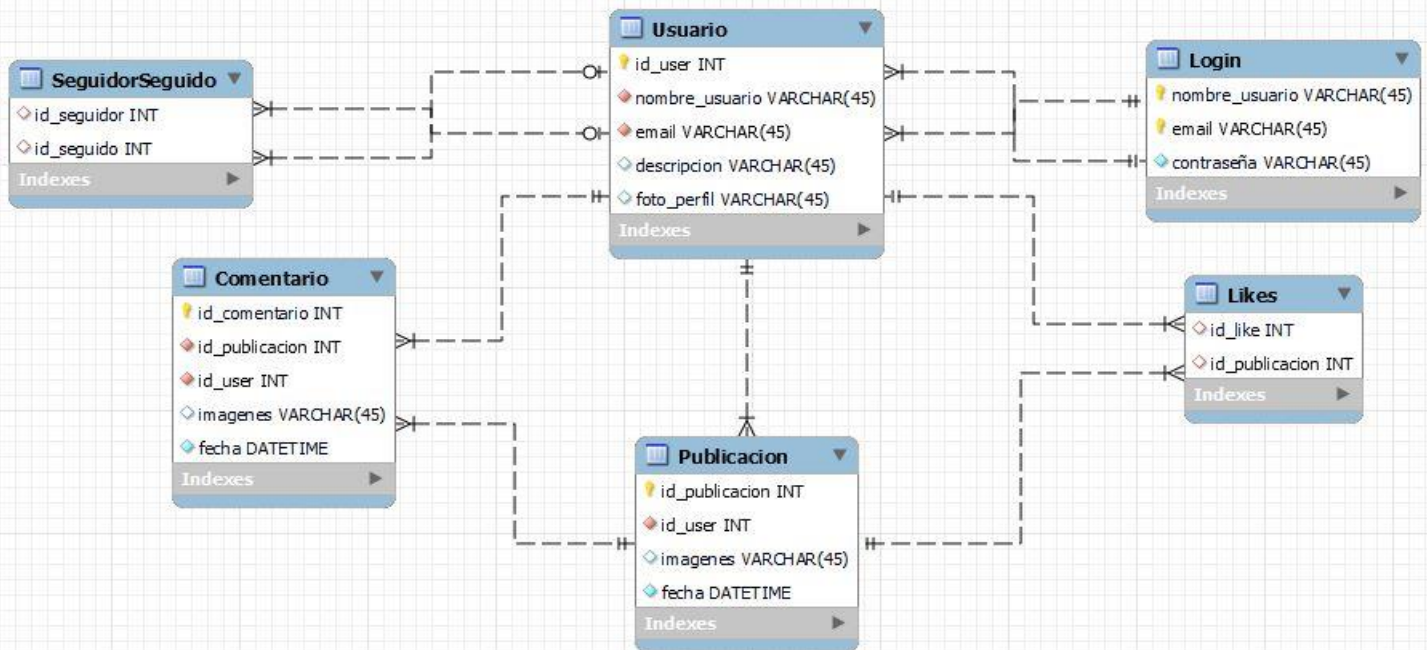 Usuario
id_user INT
nombre_usuario VARCHAR(45)
email VARCHAR(45)
descripcion VARCHAR(45)
foto_perfil VARCHAR(45)
Indexes
SeguidorSeguido
id_seguidor INT
id_seguido INT
Indexes
Login
nombre_usuario VARCHAR(45)
email VARCHAR(45)
contraseña VARCHAR(45)
Indexes
Comentario
id_comentario INT
id_publicacion INT
id_user INT
imagenes VARCHAR(45)
fecha DATETIME
Indexes
Likes
id_like INT
id_publicacion INT
Indexes
Publicacion
id_publicacion INT
id_user INT
imagenes VARCHAR(45)
fecha DATETIME
Indexes